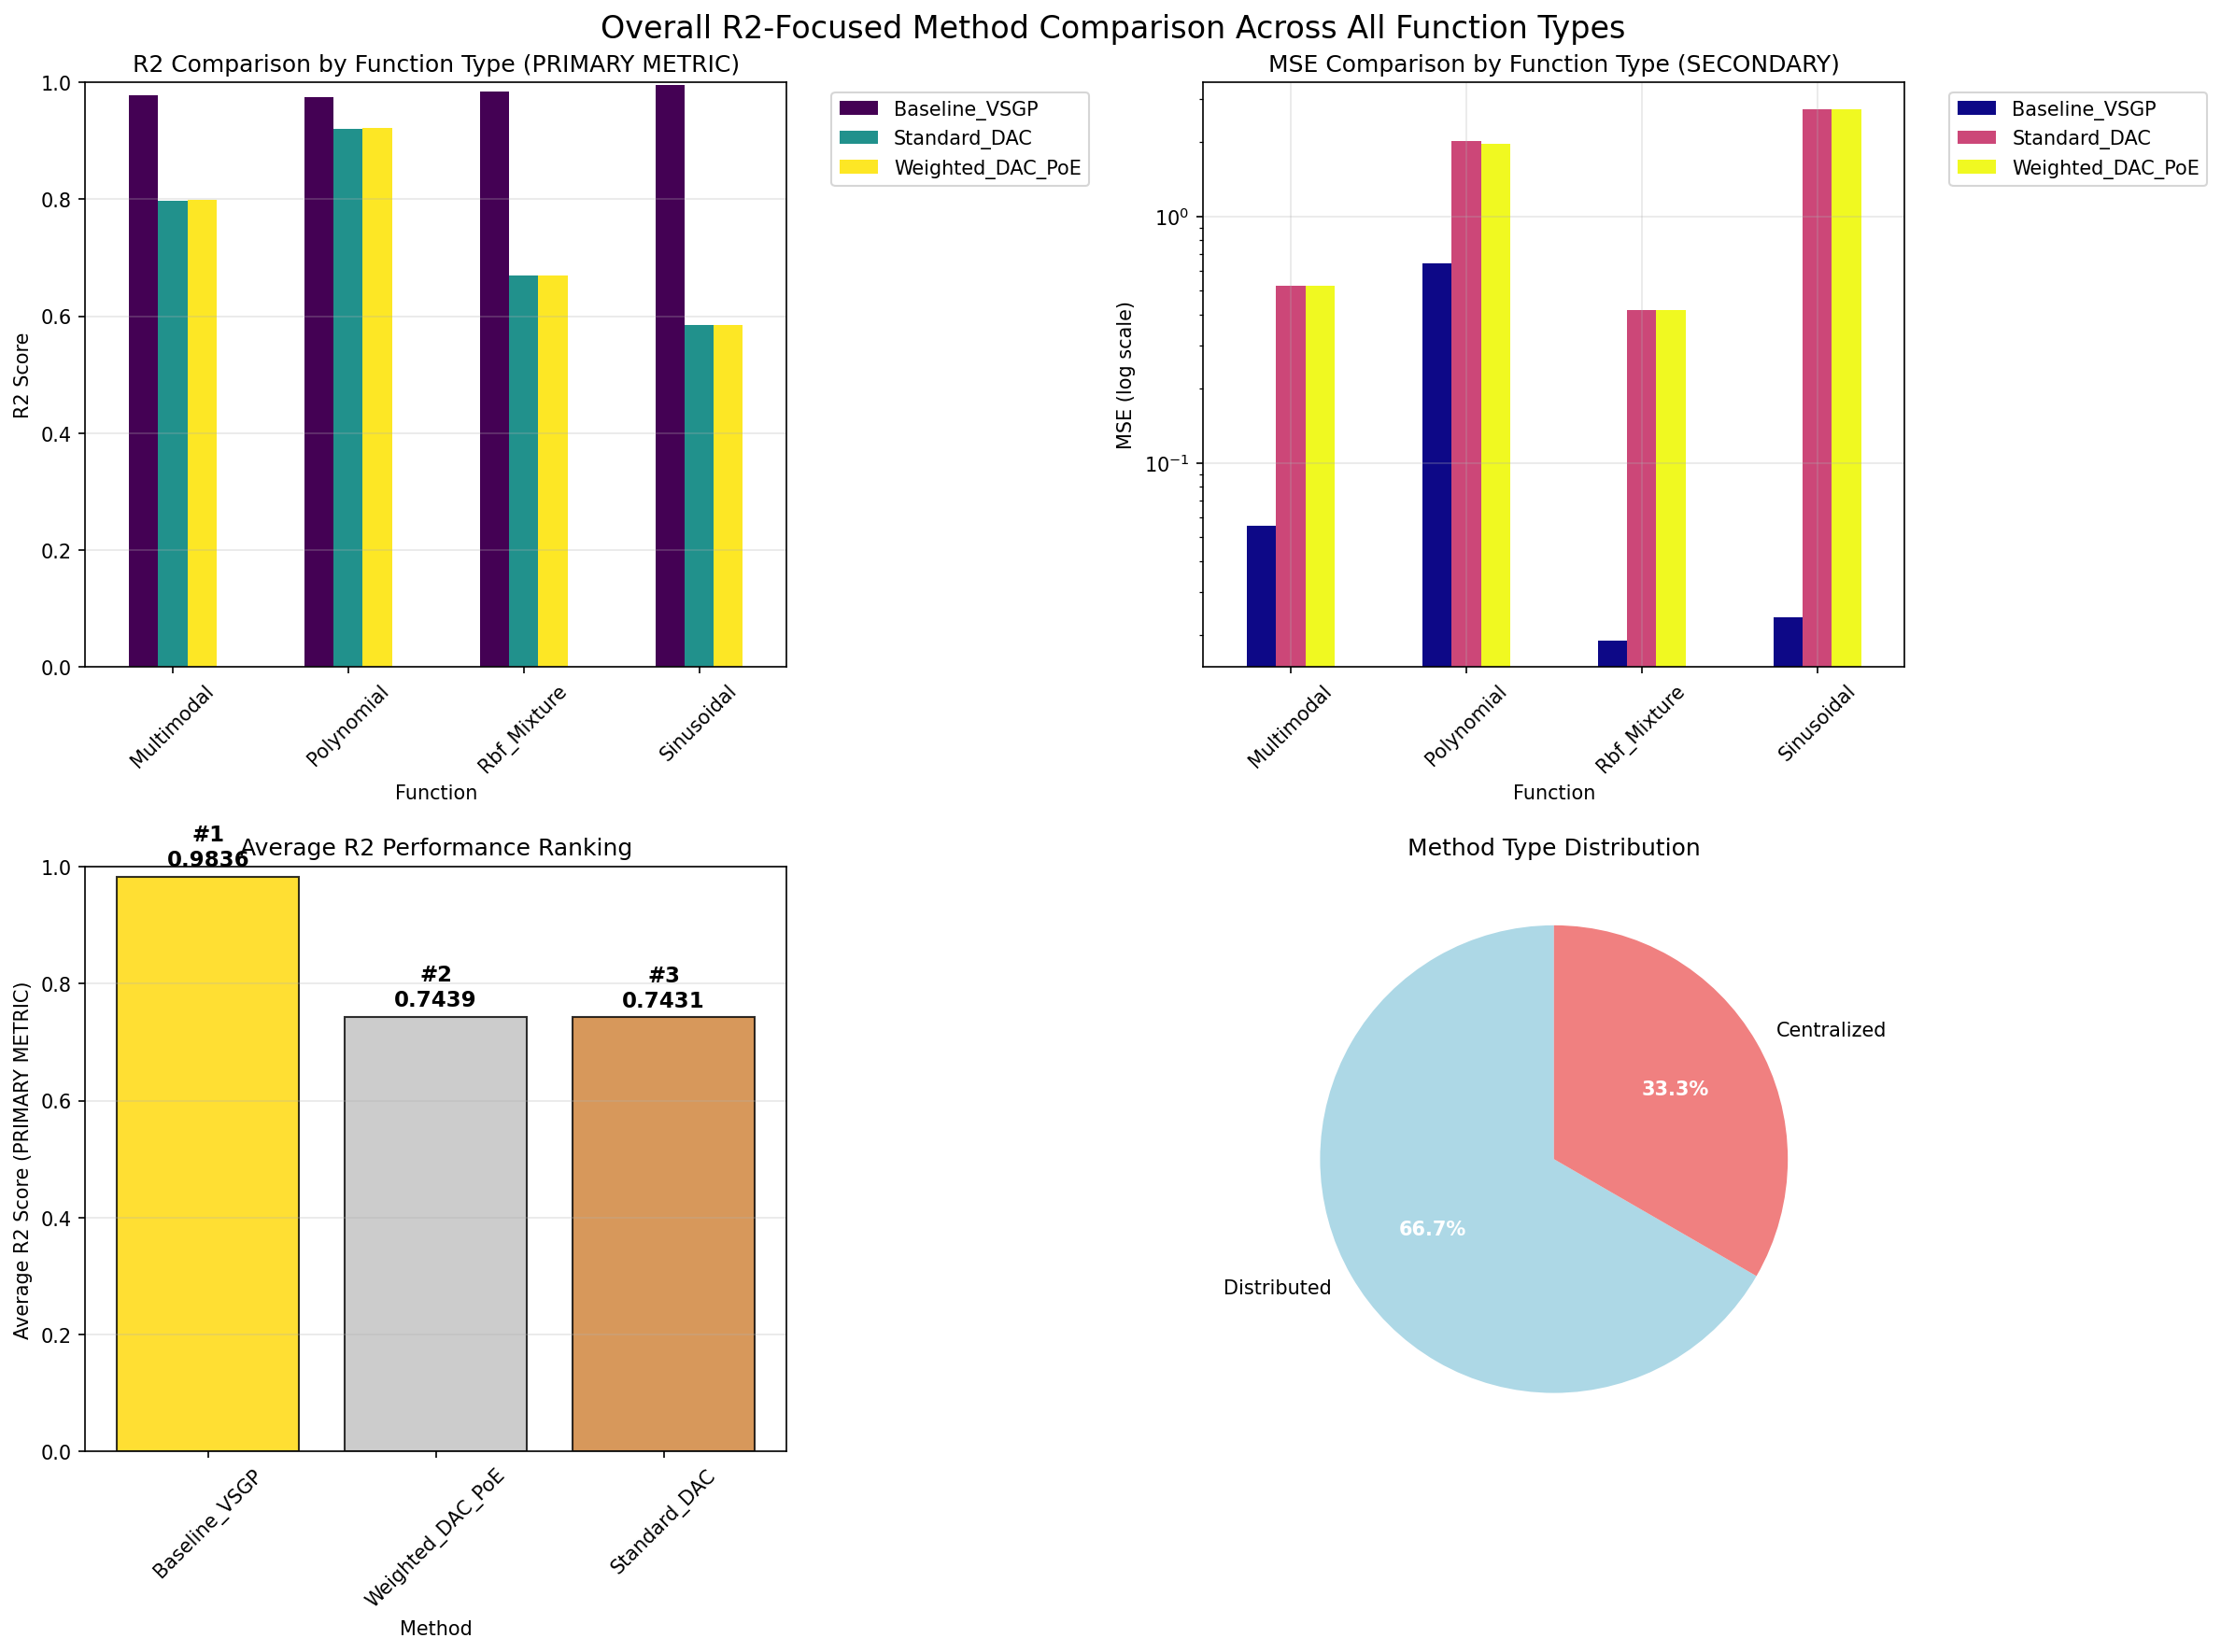 Overall R2-Focused Method Comparison Across All Function Types
R2 Comparison by Function Type (PRIMARY METRIC)
R2 Score
1.0
0.8
0.6
0.4
0.2
0.0
Multimodal
Polynomial
Rbf_Mixture
Sinusoidal
Function
Baseline_VSGP
Standard_DAC
Weighted_DAC_PoE
MSE Comparison by Function Type (SECONDARY)
MSE (log scale)
10⁰
10⁻¹
Multimodal
Polynomial
Rbf_Mixture
Sinusoidal
Function
Baseline_VSGP
Standard_DAC
Weighted_DAC_PoE
Average R2 Performance Ranking
Average R2 Score (PRIMARY METRIC)
1.0
0.8
0.6
0.4
0.2
0.0
#1
0.9836
#2
0.7439
#3
0.7431
Baseline_VSGP
Weighted_DAC_PoE
Standard_DAC
Method
Method Type Distribution
Centralized
33.3%
66.7%
Distributed